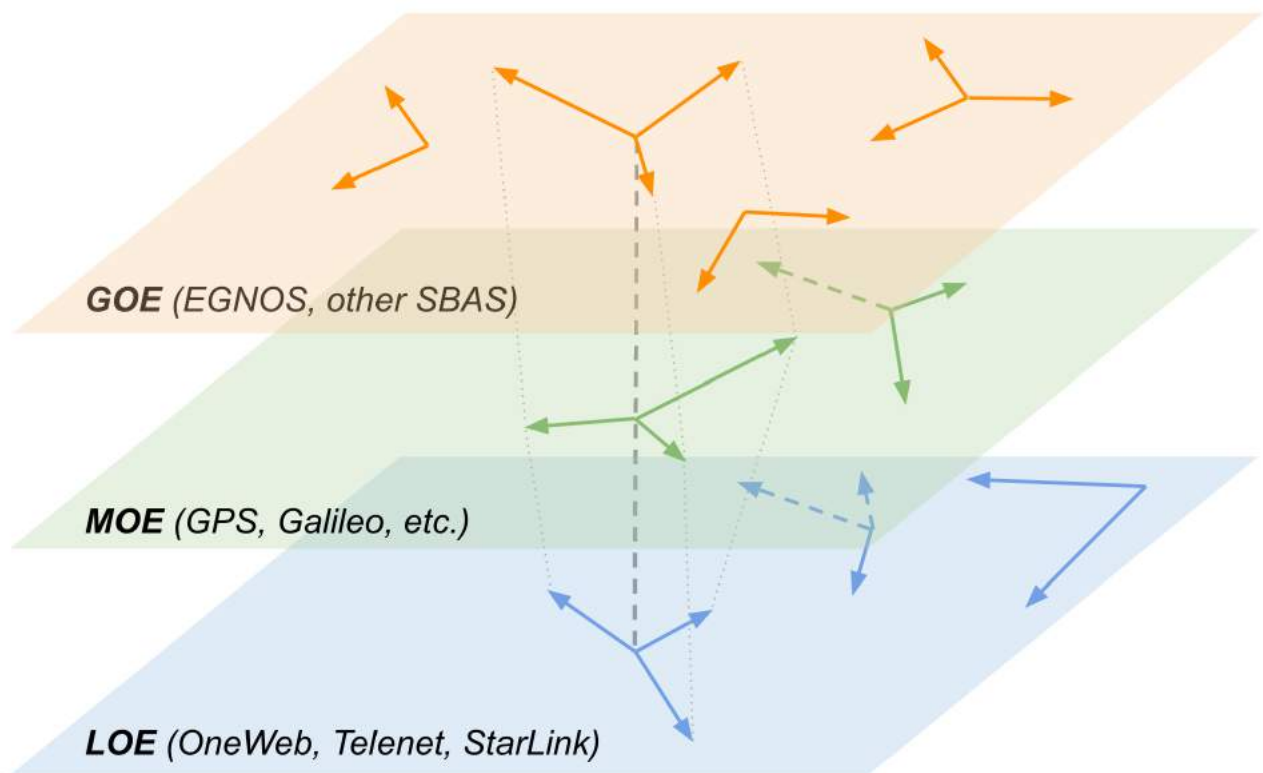 GOE (EGNOS, other SBAS)
MOE (GPS, Galileo, etc.)
LOE (OneWeb, Telenet, StarLink)